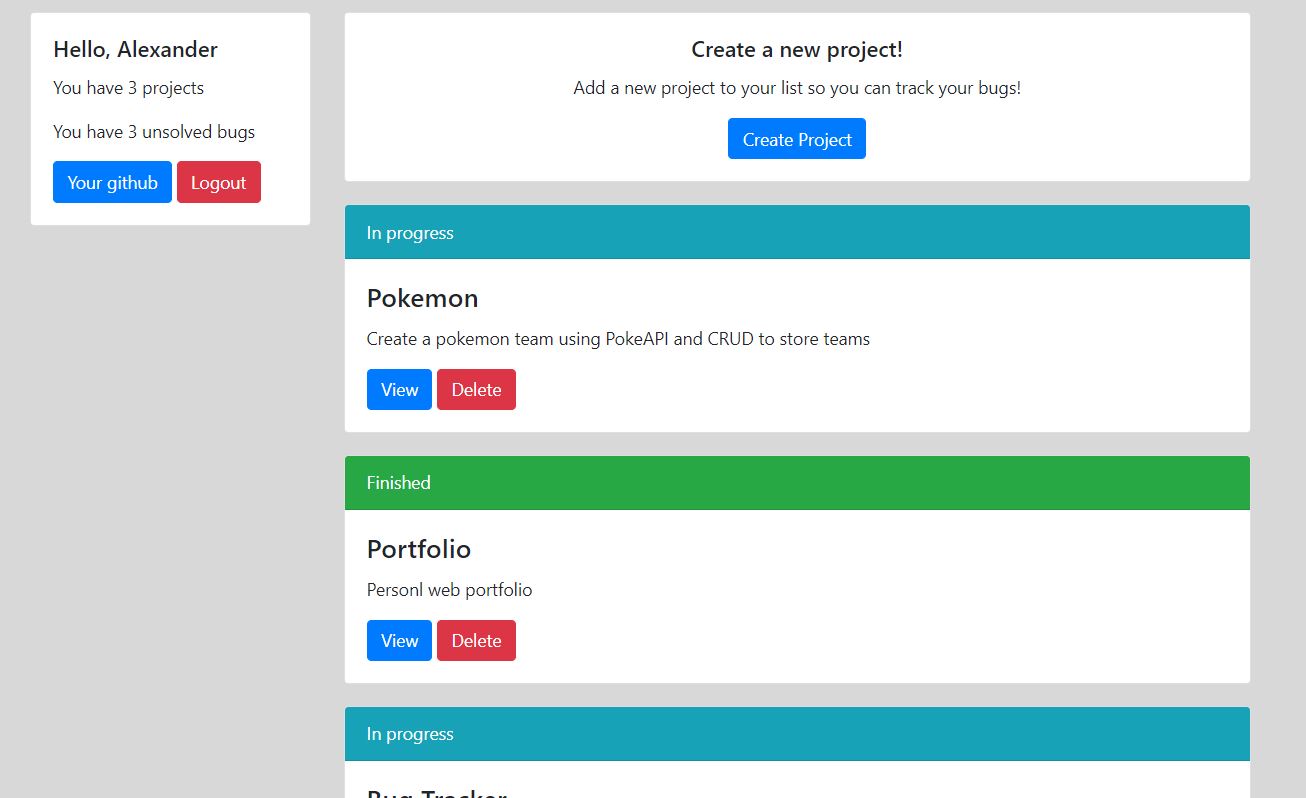 Hello, Alexander
You have 3 projects
You have 3 unsolved bugs
Your github Logout
Create a new project!
Add a new project to your list so you can track your bugs!
Create Project
In progress
Pokemon
Create a pokemon team using PokeAPI and CRUD to store teams
View Delete
Finished
Portfolio
Personl web portfolio
View Delete
In progress
Bug Tracker